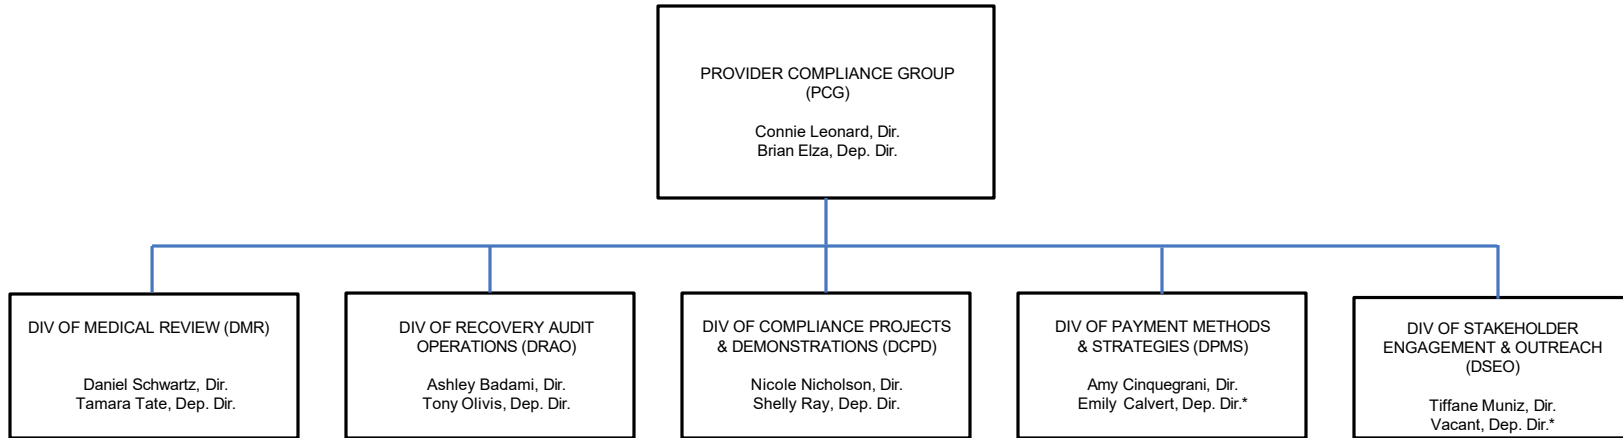 PROVIDER COMPLIANCE GROUP
(PCG)
Connie Leonard, Dir.
Brian Elza, Dep. Dir.
DIV OF MEDICAL REVIEW (DMR)
Daniel Schwartz, Dir.
Tamara Tate, Dep. Dir.
DIV OF RECOVERY AUDIT
OPERATIONS (DRAO)
Ashley Badami, Dir.
Tony Olivis, Dep. Dir.
DIV OF COMPLIANCE PROJECTS
& DEMONSTRATIONS (DCPD)
Nicole Nicholson, Dir.
Shelly Ray, Dep. Dir.
DIV OF PAYMENT METHODS
& STRATEGIES (DPMS)
Amy Cinquegrani, Dir.
Emily Calvert, Dep. Dir.*
DIV OF STAKEHOLDER
ENGAGEMENT & OUTREACH
(DSEO)
Tiffane Muniz, Dir.
Vacant, Dep. Dir.*